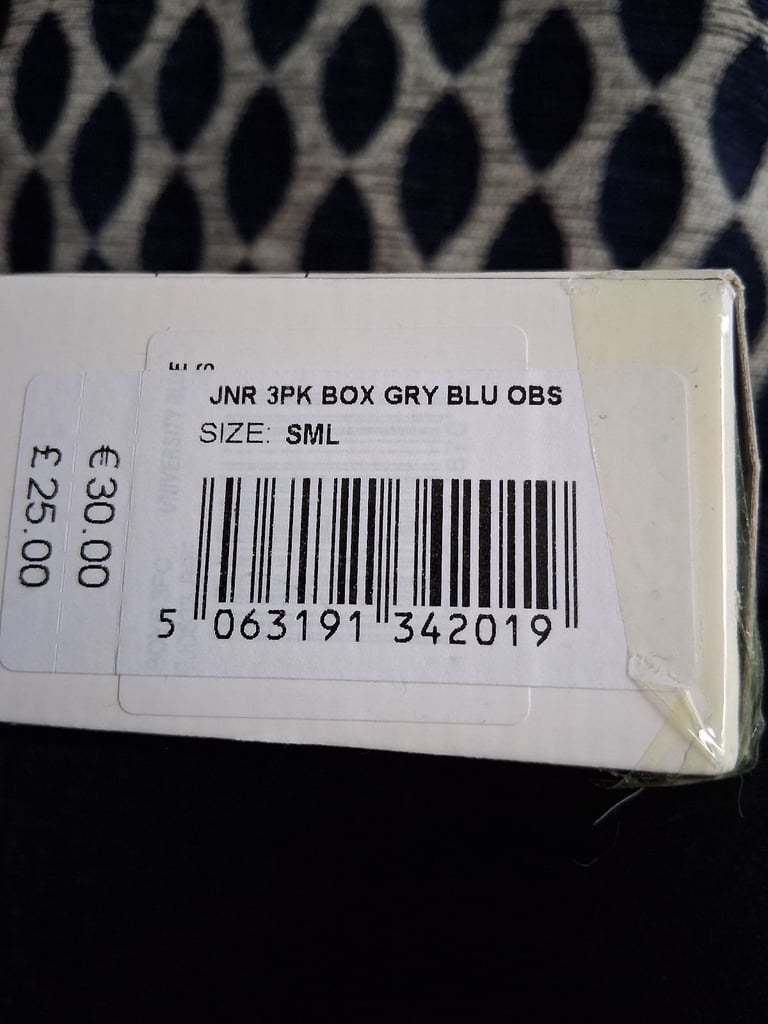 JNR 3PK BOX GRY BLU OBS
SIZE: SML
5 063191 342019
€30.00
£25.00